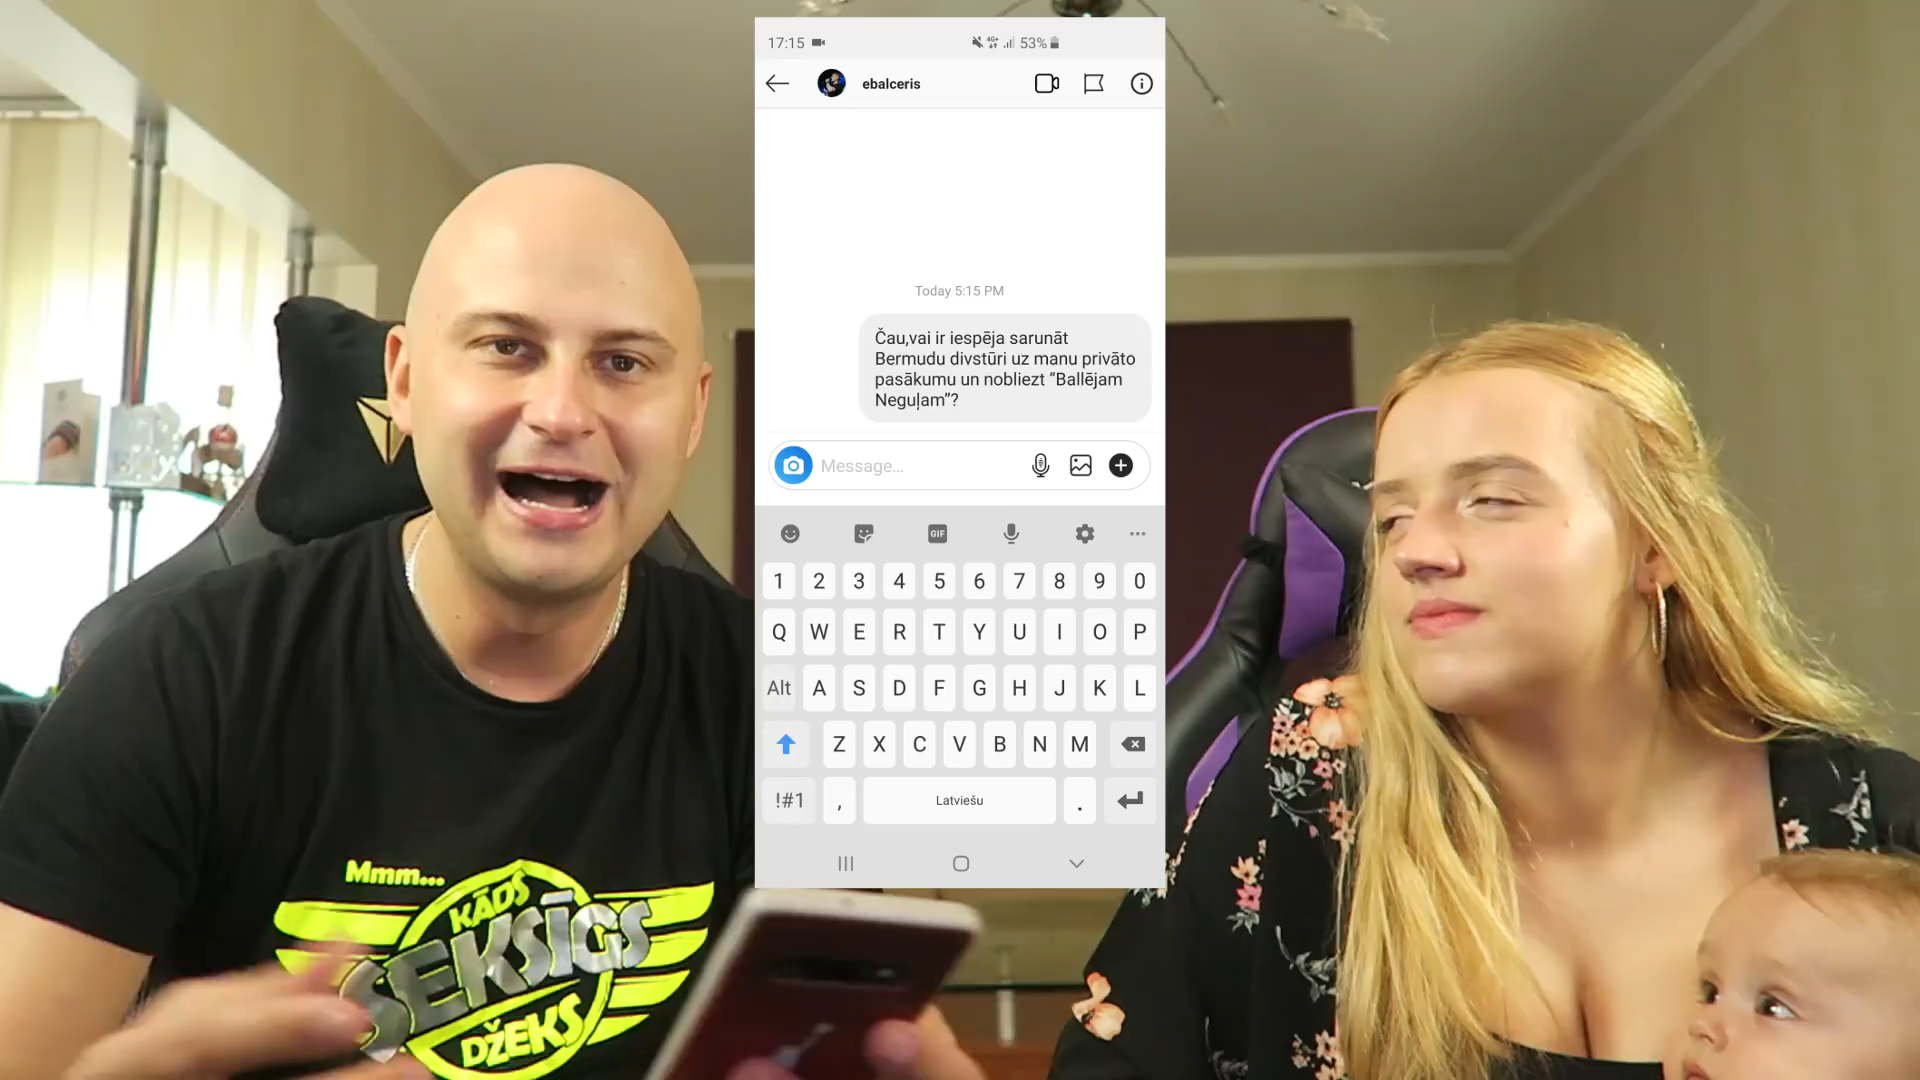 17:15
4G+
53%
ebalceris
Today 5:15 PM
Čau,vai ir iespēja sarunāt
Bermudu divstūri uz manu privāto
pasākumu un nobliezt “Ballējam
Neguļam”?
Message...
GIF
1 2 3 4 5 6 7 8 9 0
Q W E R T Y U I O P
Alt A S D F G H J K L
Z X C V B N M
!#1 , Latviešu .
Mmm...
KĀDS
SEKSĪGS
DŽEKS